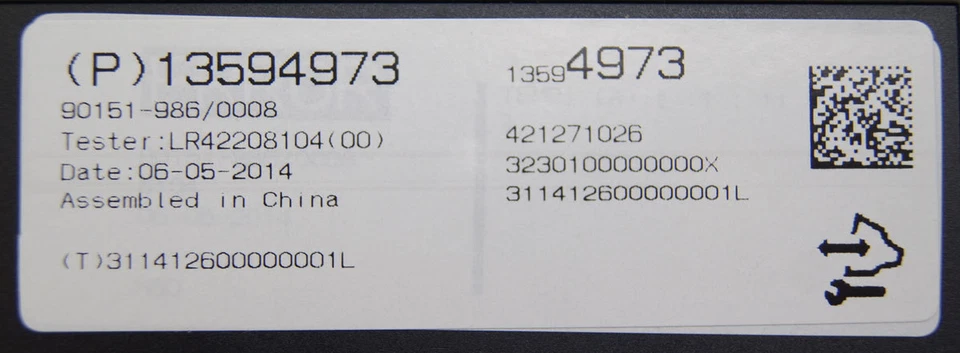 (P)13594973
90151-986/0008
Tester:LR42208104(00)
Date:06-05-2014
Assembled in China
(T)311412600000001L
13594973
421271026
3230100000000X
311412600000001L